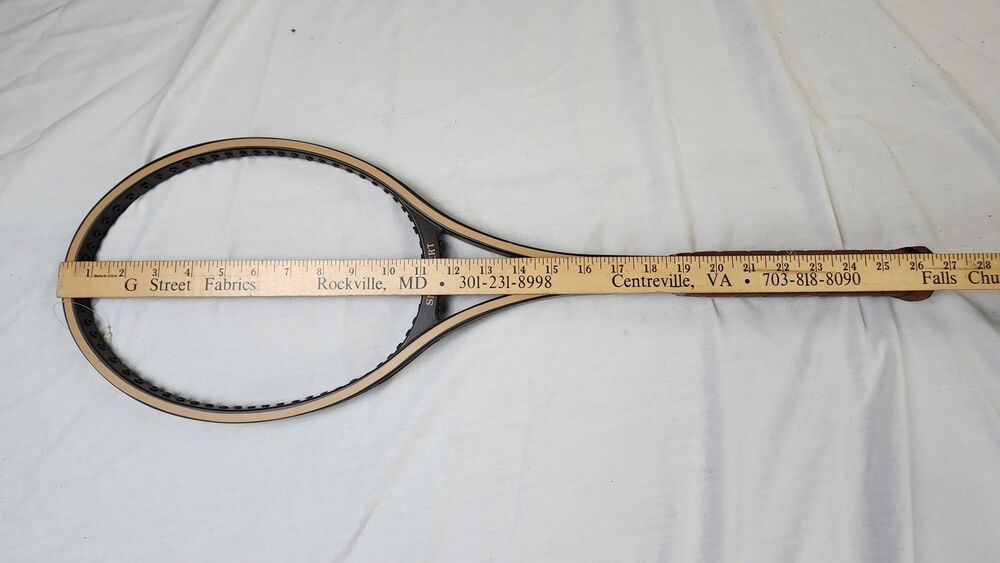 1 2 3 4 5 6 7 8 9 10 11 12 13 14 15 16 17 18 19 20 21 22 23 24 25 26 27 28
G Street Fabrics Rockville, MD • 301-231-8998 Centreville, VA • 703-818-8090 Falls Chu